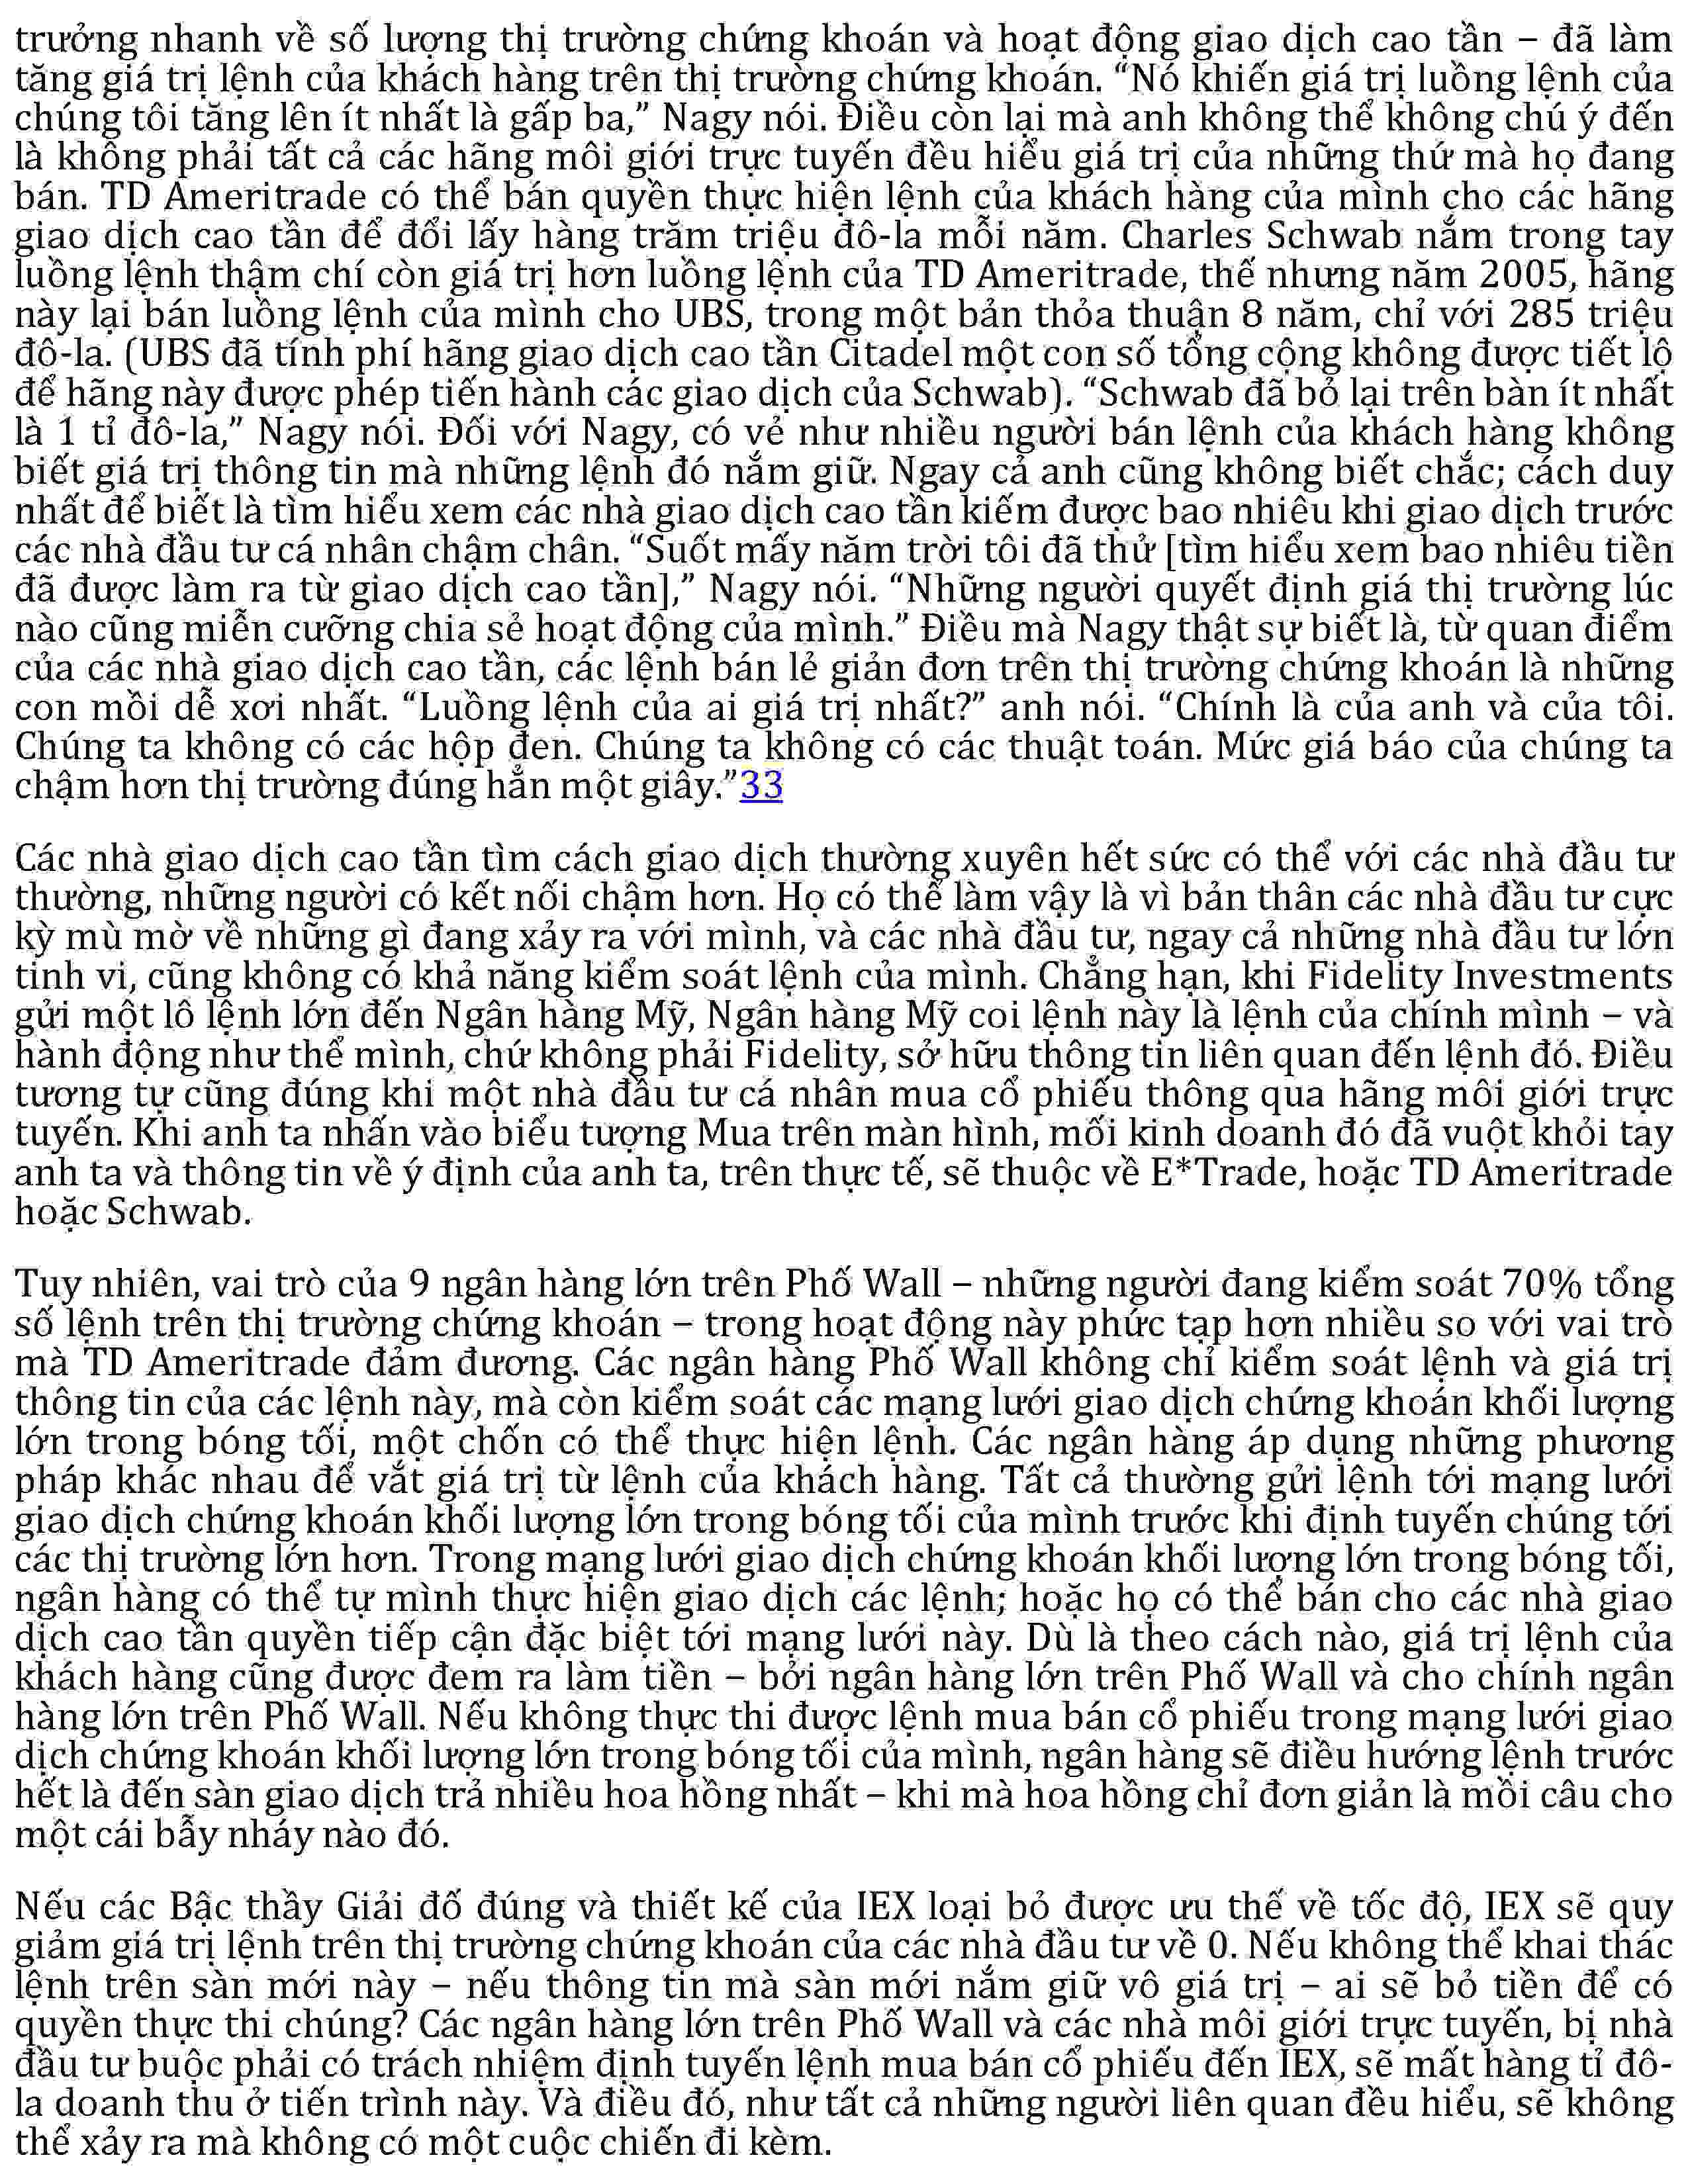 trưởng nhanh về số lượng thị trường chứng khoán và hoạt động giao dịch cao tần – đã làm
tăng giá trị lệnh của khách hàng trên thị trường chứng khoán. “Nó khiến giá trị luồng lệnh của
chúng tôi tăng lên ít nhất là gấp ba,” Nagy nói. Điều còn lại mà anh không thể không chú ý đến
là không phải tất cả các hãng môi giới trực tuyến đều hiểu giá trị của những thứ mà họ đang
bán. TD Ameritrade có thể bán quyền thực hiện lệnh của khách hàng của mình cho các hãng
giao dịch cao tần để đổi lấy hàng trăm triệu đô-la mỗi năm. Charles Schwab nắm trong tay
luồng lệnh thậm chí còn giá trị hơn luồng lệnh của TD Ameritrade, thế nhưng năm 2005, hãng
này lại bán luồng lệnh của mình cho UBS, trong một bản thỏa thuận 8 năm, chỉ với 285 triệu
đô-la. (UBS đã tính phí hãng giao dịch cao tần Citadel một con số tổng cộng không được tiết lộ
để hãng này được phép tiến hành các giao dịch của Schwab). “Schwab đã bỏ lại trên bàn ít nhất
là 1 tỉ đô-la,” Nagy nói. Đối với Nagy, có vẻ như nhiều người bán lệnh của khách hàng không
biết giá trị thông tin mà những lệnh đó nắm giữ. Ngay cả anh cũng không biết chắc; cách duy
nhất để biết là tìm hiểu xem các nhà giao dịch cao tần kiếm được bao nhiêu khi giao dịch trước
các nhà đầu tư cá nhân chậm chân. “Suốt mấy năm trời tôi đã thử [tìm hiểu xem bao nhiêu tiền
đã được làm ra từ giao dịch cao tần],” Nagy nói. “Những người quyết định giá thị trường lúc
nào cũng miễn cưỡng chia sẻ hoạt động của mình.” Điều mà Nagy thật sự biết là, từ quan điểm
của các nhà giao dịch cao tần, các lệnh bán lẻ giản đơn trên thị trường chứng khoán là những
con mồi dễ xơi nhất. “Luồng lệnh của ai giá trị nhất?” anh nói. “Chính là của anh và của tôi.
Chúng ta không có các hộp đen. Chúng ta không có các thuật toán. Mức giá báo của chúng ta
chậm hơn thị trường đúng hẳn một giây.”33
Các nhà giao dịch cao tần tìm cách giao dịch thường xuyên hết sức có thể với các nhà đầu tư
thường, những người có kết nối chậm hơn. Họ có thể làm vậy là vì bản thân các nhà đầu tư cực
kỳ mù mờ về những gì đang xảy ra với mình, và các nhà đầu tư, ngay cả những nhà đầu tư lớn
tinh vi, cũng không có khả năng kiểm soát lệnh của mình. Chẳng hạn, khi Fidelity Investments
gửi một lô lệnh lớn đến Ngân hàng Mỹ, Ngân hàng Mỹ coi lệnh này là lệnh của chính mình – và
hành động như thể mình, chứ không phải Fidelity, sở hữu thông tin liên quan đến lệnh đó. Điều
tương tự cũng đúng khi một nhà đầu tư cá nhân mua cổ phiếu thông qua hãng môi giới trực
tuyến. Khi anh ta nhấn vào biểu tượng Mua trên màn hình, mối kinh doanh đó đã vuột khỏi tay
anh ta và thông tin về ý định của anh ta, trên thực tế, sẽ thuộc về E*Trade, hoặc TD Ameritrade
hoặc Schwab.
Tuy nhiên, vai trò của 9 ngân hàng lớn trên Phố Wall – những người đang kiểm soát 70% tổng
số lệnh trên thị trường chứng khoán – trong hoạt động này phức tạp hơn nhiều so với vai trò
mà TD Ameritrade đảm đương. Các ngân hàng Phố Wall không chỉ kiểm soát lệnh và giá trị
thông tin của các lệnh này, mà còn kiểm soát các mạng lưới giao dịch chứng khoán khối lượng
lớn trong bóng tối, một chốn có thể thực hiện lệnh. Các ngân hàng áp dụng những phương
pháp khác nhau để vắt giá trị từ lệnh của khách hàng. Tất cả thường gửi lệnh tới mạng lưới
giao dịch chứng khoán khối lượng lớn trong bóng tối của mình trước khi định tuyến chúng tới
các thị trường lớn hơn. Trong mạng lưới giao dịch chứng khoán khối lượng lớn trong bóng tối,
ngân hàng có thể tự mình thực hiện giao dịch các lệnh; hoặc họ có thể bán cho các nhà giao
dịch cao tần quyền tiếp cận đặc biệt tới mạng lưới này. Dù là theo cách nào, giá trị lệnh của
khách hàng cũng được đem ra làm tiền – bởi ngân hàng lớn trên Phố Wall và cho chính ngân
hàng lớn trên Phố Wall. Nếu không thực thi được lệnh mua bán cổ phiếu trong mạng lưới giao
dịch chứng khoán khối lượng lớn trong bóng tối của mình, ngân hàng sẽ điều hướng lệnh trước
hết là đến sàn giao dịch trả nhiều hoa hồng nhất – khi mà hoa hồng chỉ đơn giản là mồi câu cho
một cái bẫy nháy nào đó.
Nếu các Bậc thầy Giải đố đúng và thiết kế của IEX loại bỏ được ưu thế về tốc độ, IEX sẽ quy
giảm giá trị lệnh trên thị trường chứng khoán của các nhà đầu tư về 0. Nếu không thể khai thác
lệnh trên sàn mới này – nếu thông tin mà sàn mới nắm giữ vô giá trị – ai sẽ bỏ tiền để có
quyền thực thi chúng? Các ngân hàng lớn trên Phố Wall và các nhà môi giới trực tuyến, bị nhà
đầu tư buộc phải có trách nhiệm định tuyến lệnh mua bán cổ phiếu đến IEX, sẽ mất hàng tỉ đô-
la doanh thu ở tiến trình này. Và điều đó, như tất cả những người liên quan đều hiểu, sẽ không
thể xảy ra mà không có một cuộc chiến đi kèm.